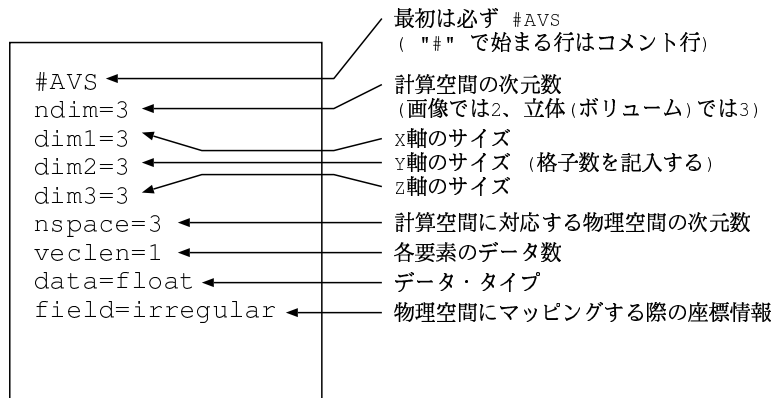 #AVS
ndim=3
dim1=3
dim2=3
dim3=3
nspace=3
veclen=1
data=float
field=irregular
最初は必ず #AVS
( "#" で始まる行はコメント行)
計算空間の次元数
(画像では2、立体(ボリューム)では3)
X軸のサイズ
Y軸のサイズ (格子数を記入する)
Z軸のサイズ
計算空間に対応する物理空間の次元数
各要素のデータ数
データ・タイプ
物理空間にマッピングする際の座標情報